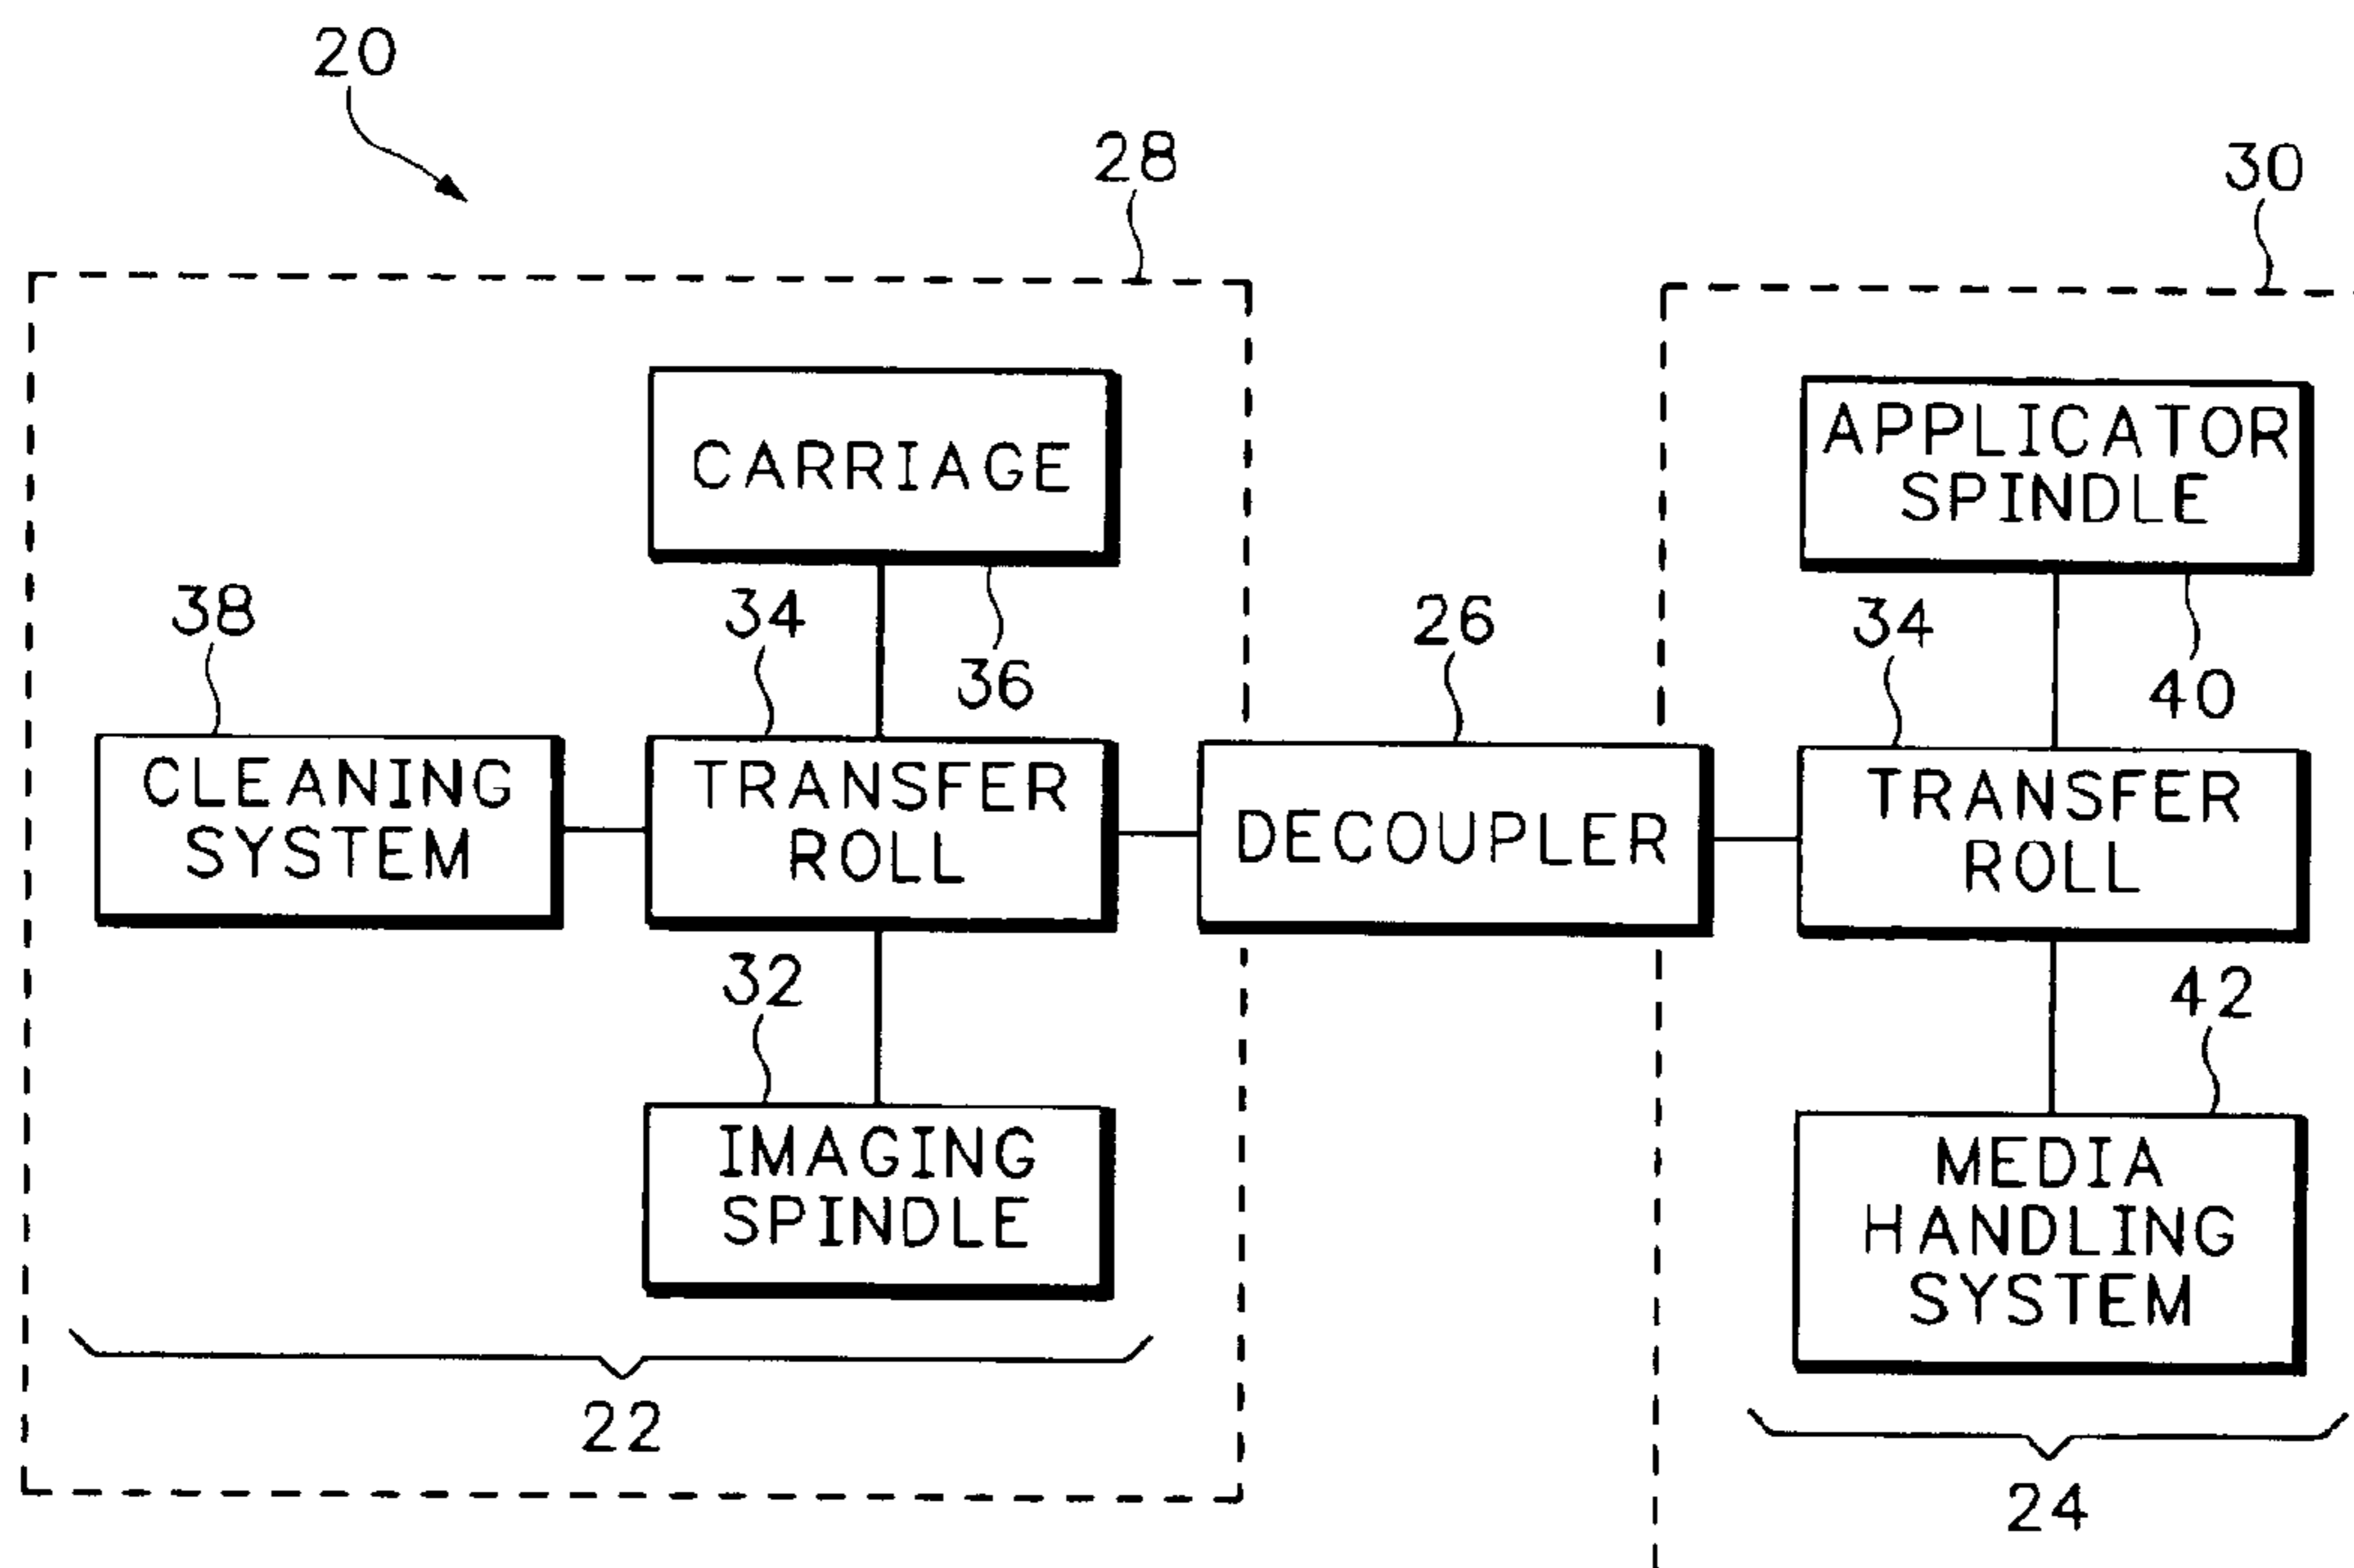 20
28
30
CARRIAGE
APPLICATOR
SPINDLE
38
34
36
26
34
40
CLEANING
SYSTEM
TRANSFER
ROLL
DECOUPLER
TRANSFER
ROLL
32
42
IMAGING
SPINDLE
MEDIA
HANDLING
SYSTEM
22
24